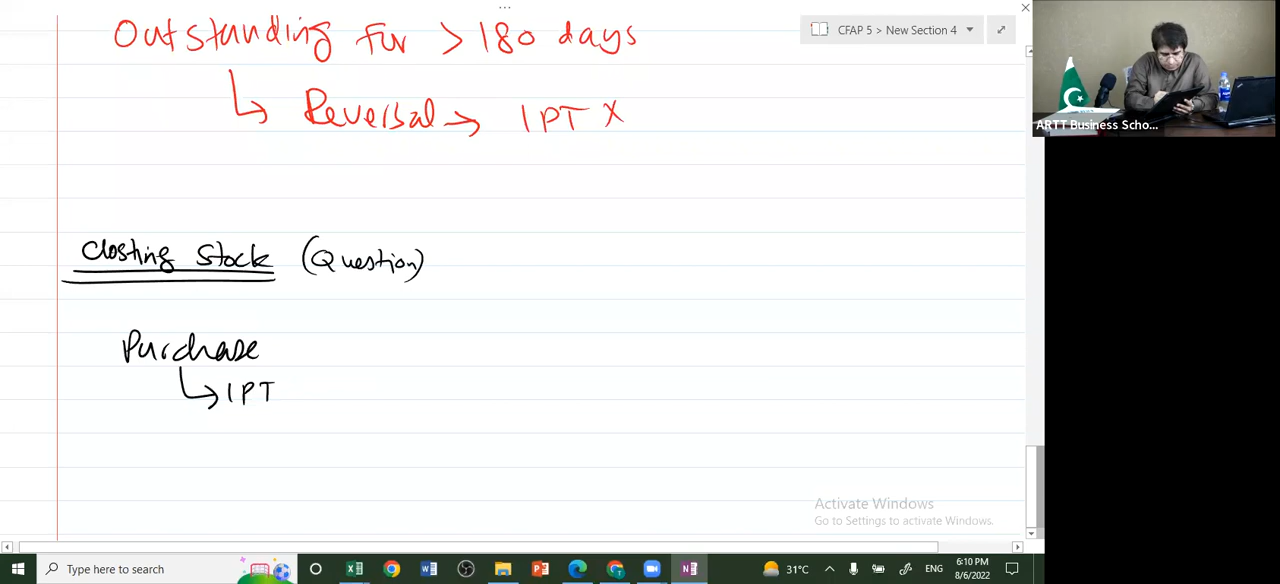 Outstanding for > 180 days
↳ Reversal → IPT X
Closting Stock (Question)
Purchase
↳ IPT
CFAP 5 > New Section 4
ARTT Business Scho...
Activate Windows
Go to Settings to activate Windows.
Type here to search
31°C
ENG
6:10 PM
8/6/2022